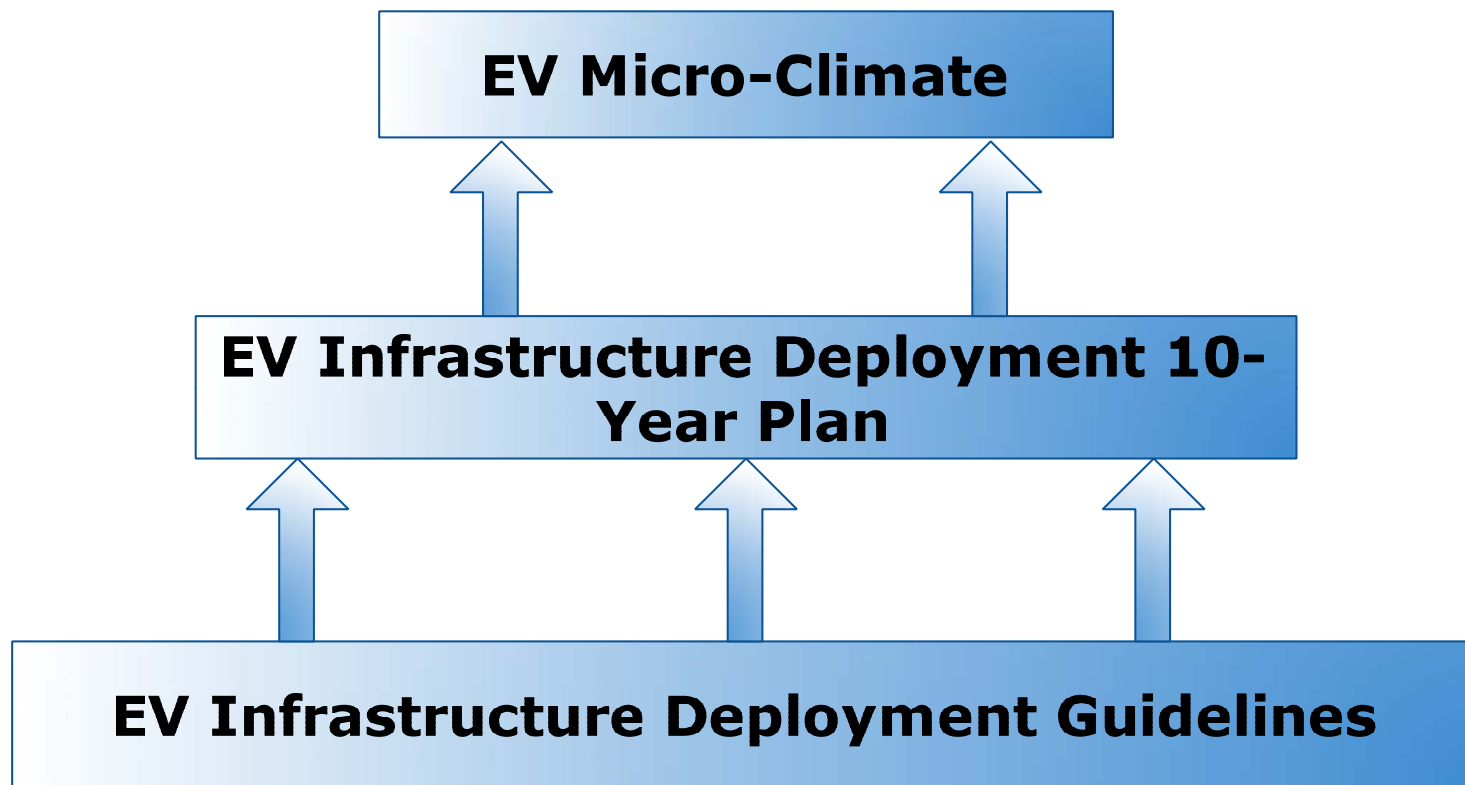 EV Micro-Climate
EV Infrastructure Deployment 10-
Year Plan
EV Infrastructure Deployment Guidelines